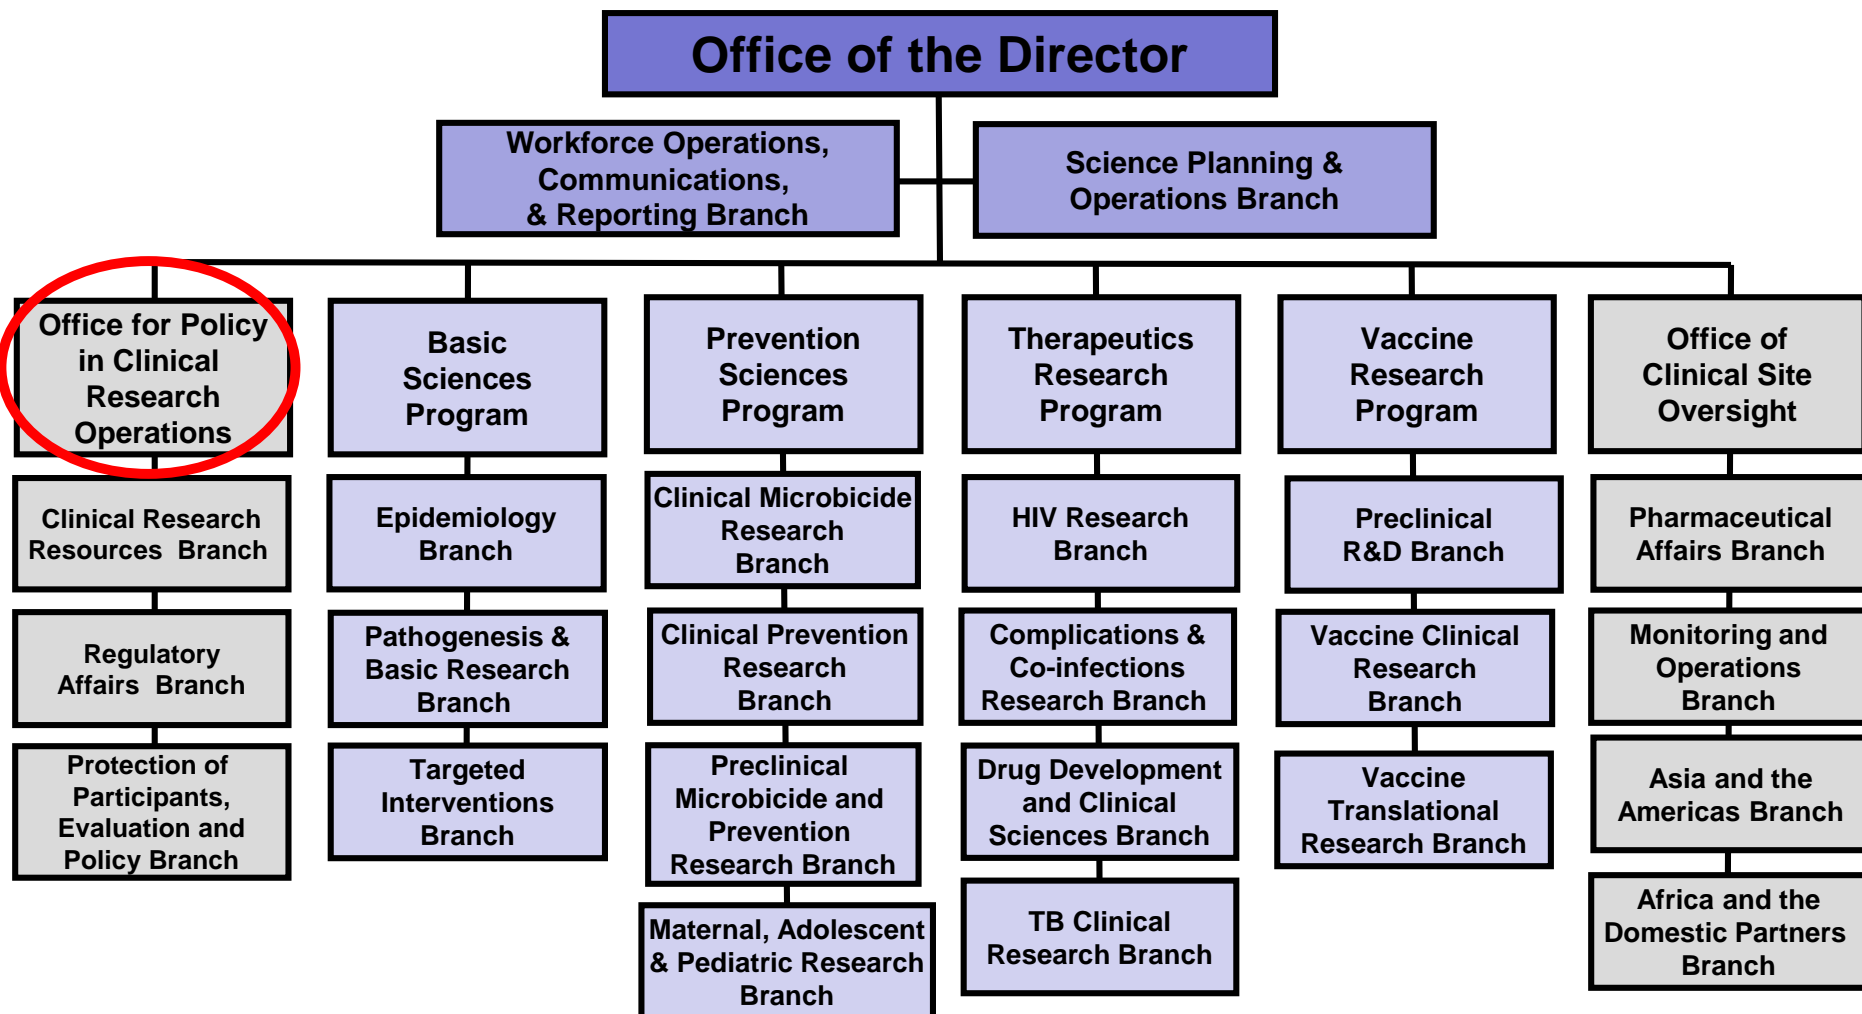 Office of the Director
Workforce Operations,
Communications,
& Reporting Branch
Science Planning &
Operations Branch
Office for Policy
in Clinical
Research
Operations
Clinical Research
Resources Branch
Regulatory
Affairs Branch
Protection of
Participants,
Evaluation and
Policy Branch
Basic
Sciences
Program
Epidemiology
Branch
Pathogenesis &
Basic Research
Branch
Targeted
Interventions
Branch
Prevention
Sciences
Program
Clinical Microbicide
Research
Branch
Clinical Prevention
Research
Branch
Preclinical
Microbicide and
Prevention
Research Branch
Maternal, Adolescent
& Pediatric Research
Branch
Therapeutics
Research
Program
HIV Research
Branch
Complications &
Co-infections
Research Branch
Drug Development
and Clinical
Sciences Branch
TB Clinical
Research Branch
Vaccine
Research
Program
Preclinical
R&D Branch
Vaccine Clinical
Research
Branch
Vaccine
Translational
Research Branch
Office of
Clinical Site
Oversight
Pharmaceutical
Affairs Branch
Monitoring and
Operations
Branch
Asia and the
Americas Branch
Africa and the
Domestic Partners
Branch